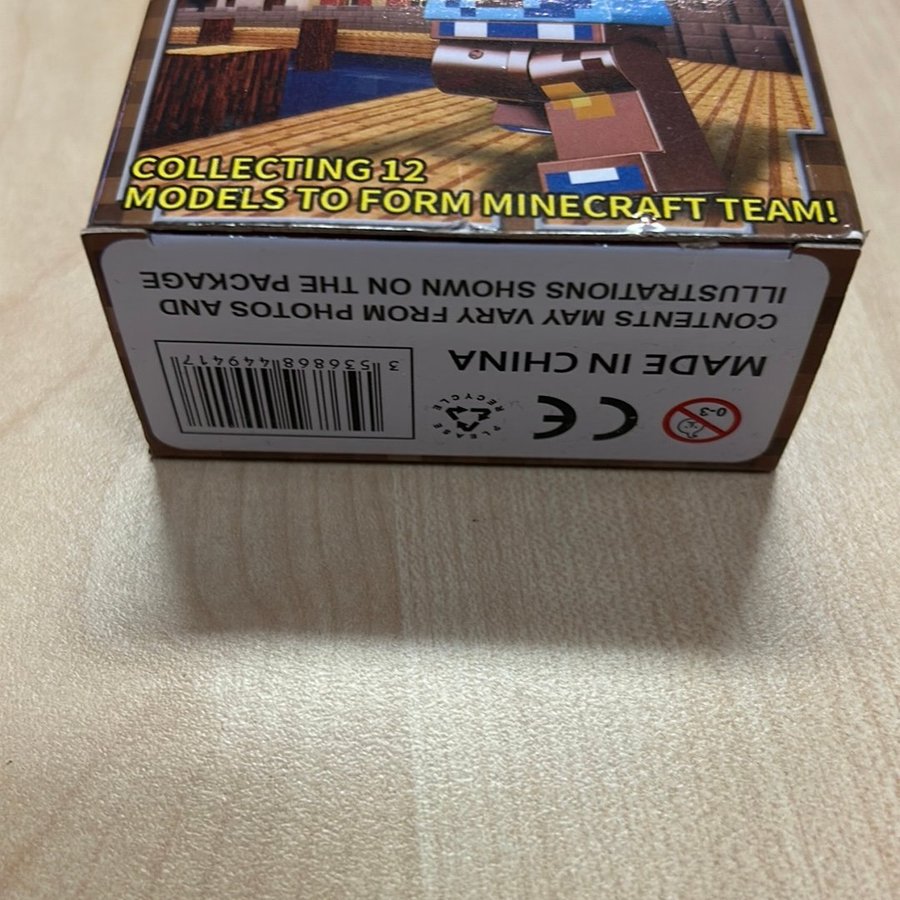 COLLECTING 12
MODELS TO FORM MINECRAFT TEAM!
0-3
CE
PLEASE RECYCLE
3 536868 449417
MADE IN CHINA
CONTENTS MAY VARY FROM PHOTOS AND
ILLUSTRATIONS SHOWN ON THE PACKAGE